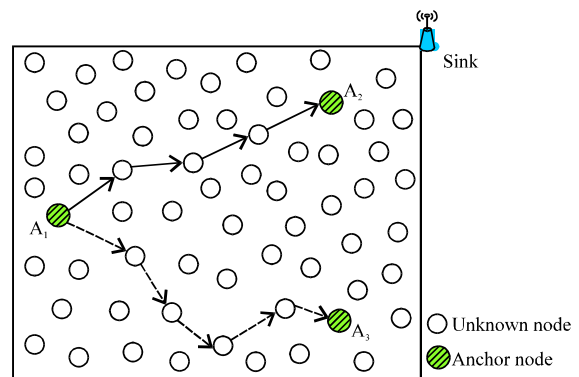 Sink
A₂
A₁
A₃
Unknown node
Anchor node